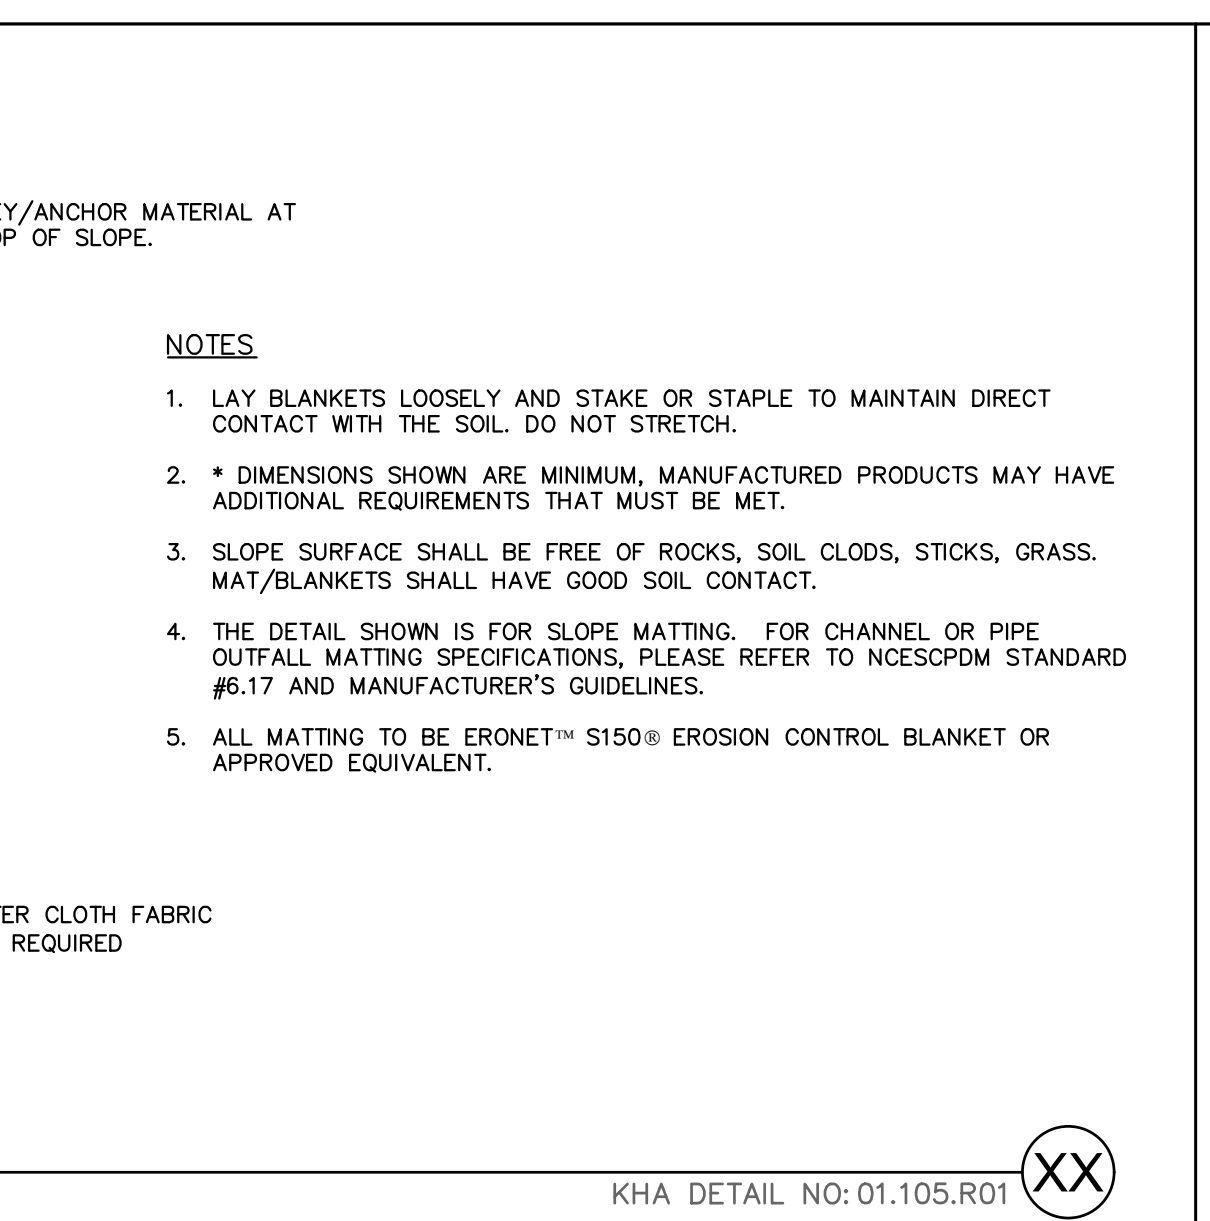 /ANCHOR MATERIAL AT
OF SLOPE.
NOTES
1. LAY BLANKETS LOOSELY AND STAKE OR STAPLE TO MAINTAIN DIRECT
CONTACT WITH THE SOIL. DO NOT STRETCH.
2. * DIMENSIONS SHOWN ARE MINIMUM, MANUFACTURED PRODUCTS MAY HAVE
ADDITIONAL REQUIREMENTS THAT MUST BE MET.
3. SLOPE SURFACE SHALL BE FREE OF ROCKS, SOIL CLODS, STICKS, GRASS.
MAT/BLANKETS SHALL HAVE GOOD SOIL CONTACT.
4. THE DETAIL SHOWN IS FOR SLOPE MATTING. FOR CHANNEL OR PIPE
OUTFALL MATTING SPECIFICATIONS, PLEASE REFER TO NCESCPDM STANDARD
#6.17 AND MANUFACTURER'S GUIDELINES.
5. ALL MATTING TO BE ERONET™ S150® EROSION CONTROL BLANKET OR
APPROVED EQUIVALENT.
CLOTH FABRIC
REQUIRED
XX
KHA DETAIL NO: 01.105.R01